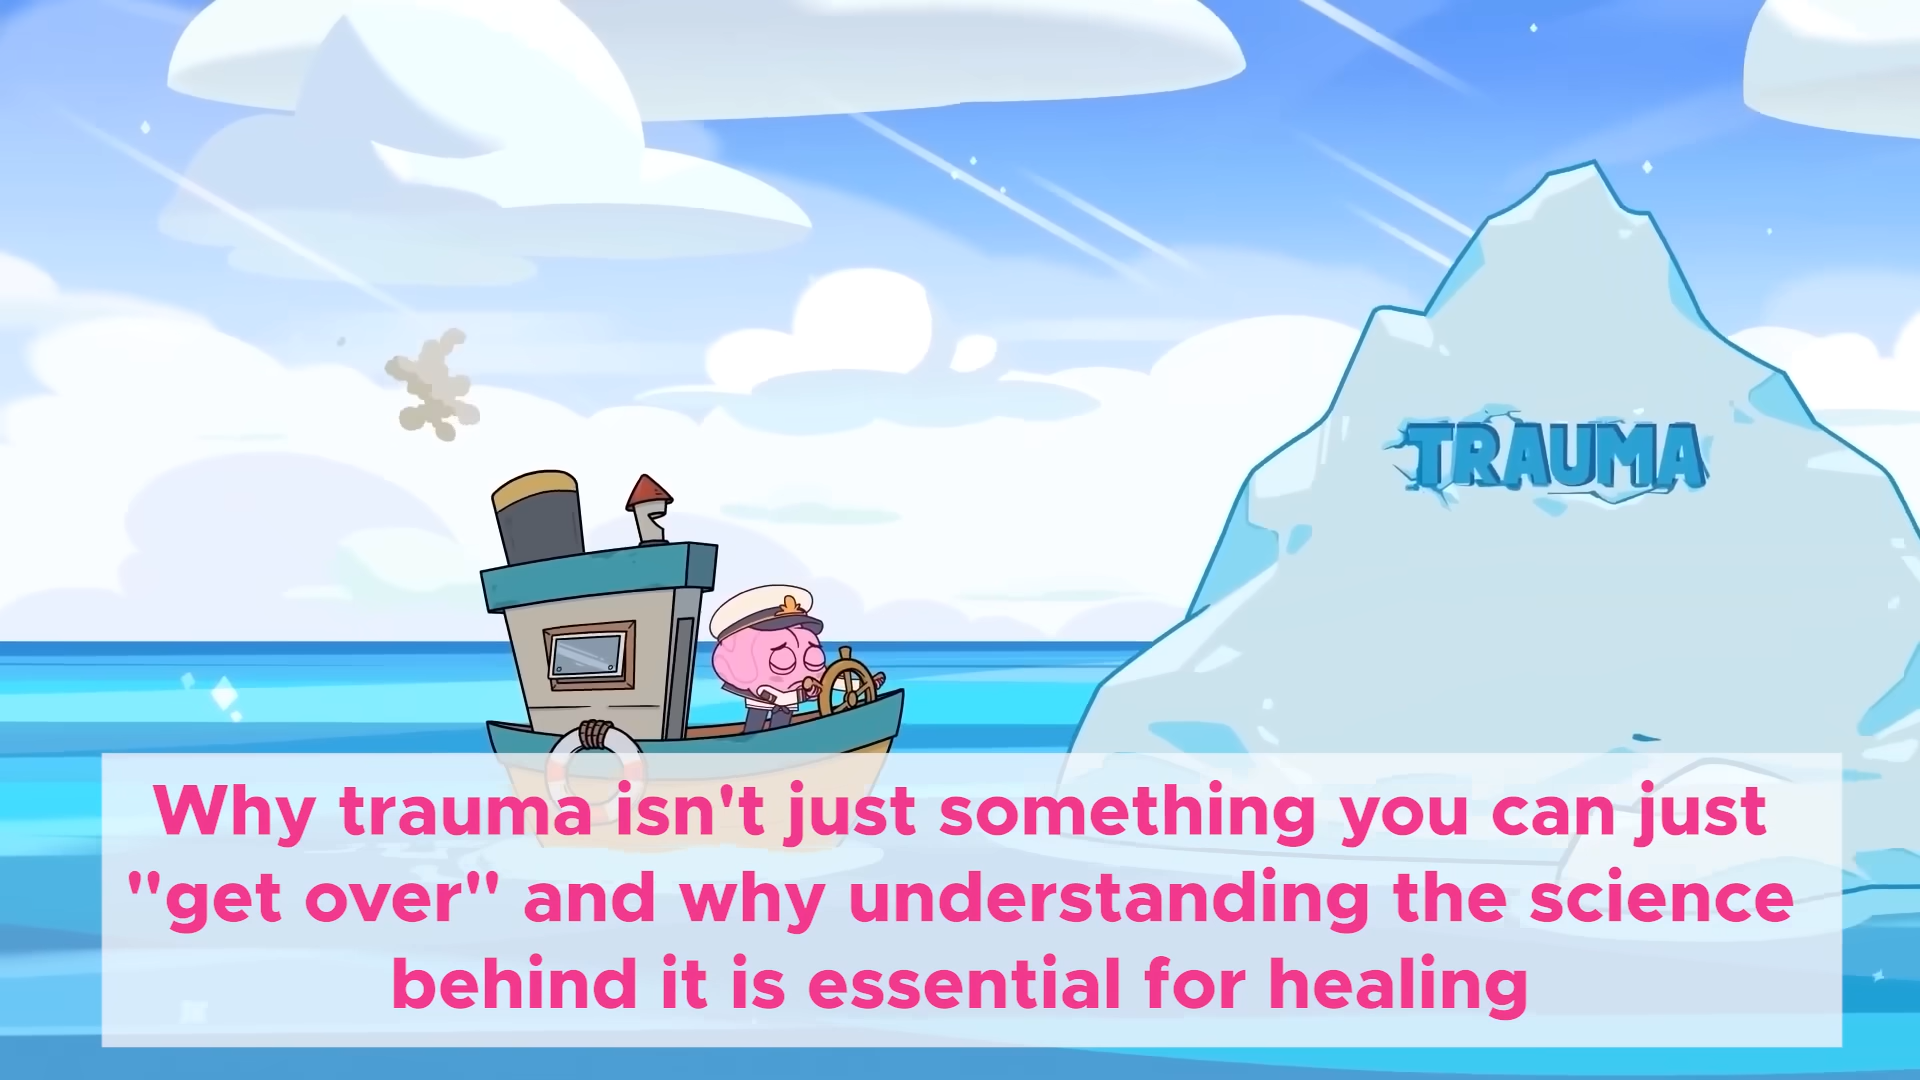 TRAUMA
Why trauma isn't just something you can just
"get over" and why understanding the science
behind it is essential for healing